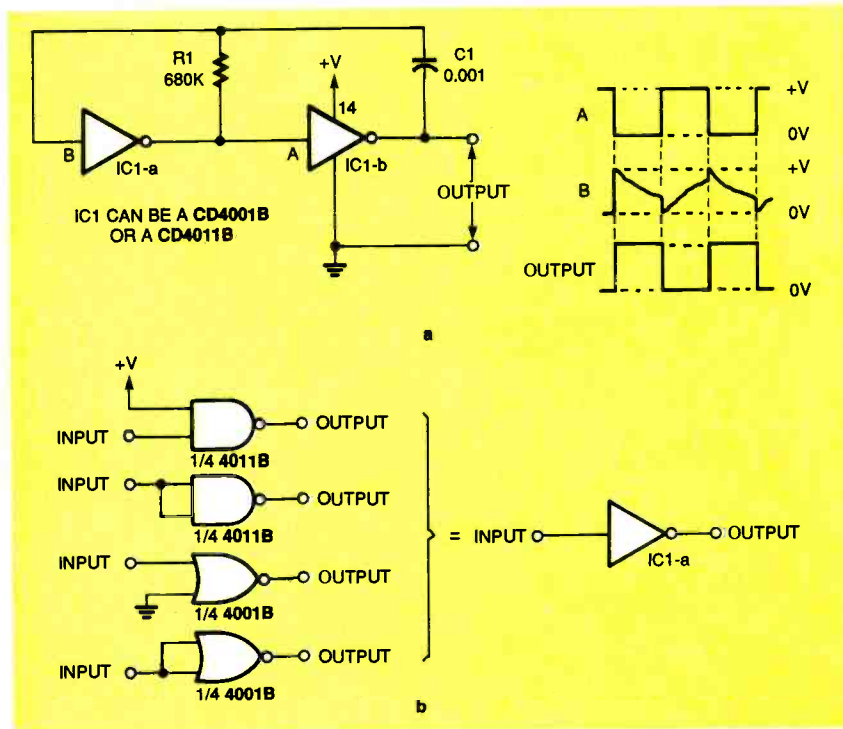 R1
680K
+V
14
C1
0.001
B
IC1-a
A
IC1-b
OUTPUT
IC1 CAN BE A CD4001B
OR A CD4011B
A
+V
0V
B
+V
0V
OUTPUT
0V
a
+V
INPUT
OUTPUT
1/4 4011B
INPUT
OUTPUT
1/4 4011B
INPUT
OUTPUT
1/4 4001B
INPUT
OUTPUT
1/4 4001B
= INPUT
OUTPUT
IC1-a
b